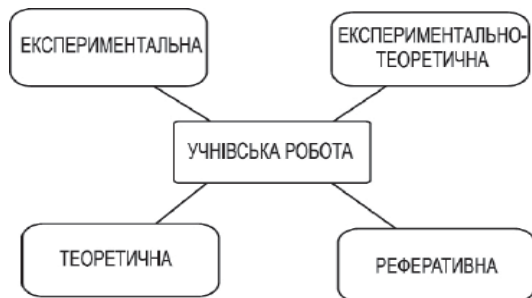 ЕКСПЕРИМЕНТАЛЬНА
ЕКСПЕРИМЕНТАЛЬНО-
ТЕОРЕТИЧНА
УЧНІВСЬКА РОБОТА
ТЕОРЕТИЧНА
РЕФЕРАТИВНА